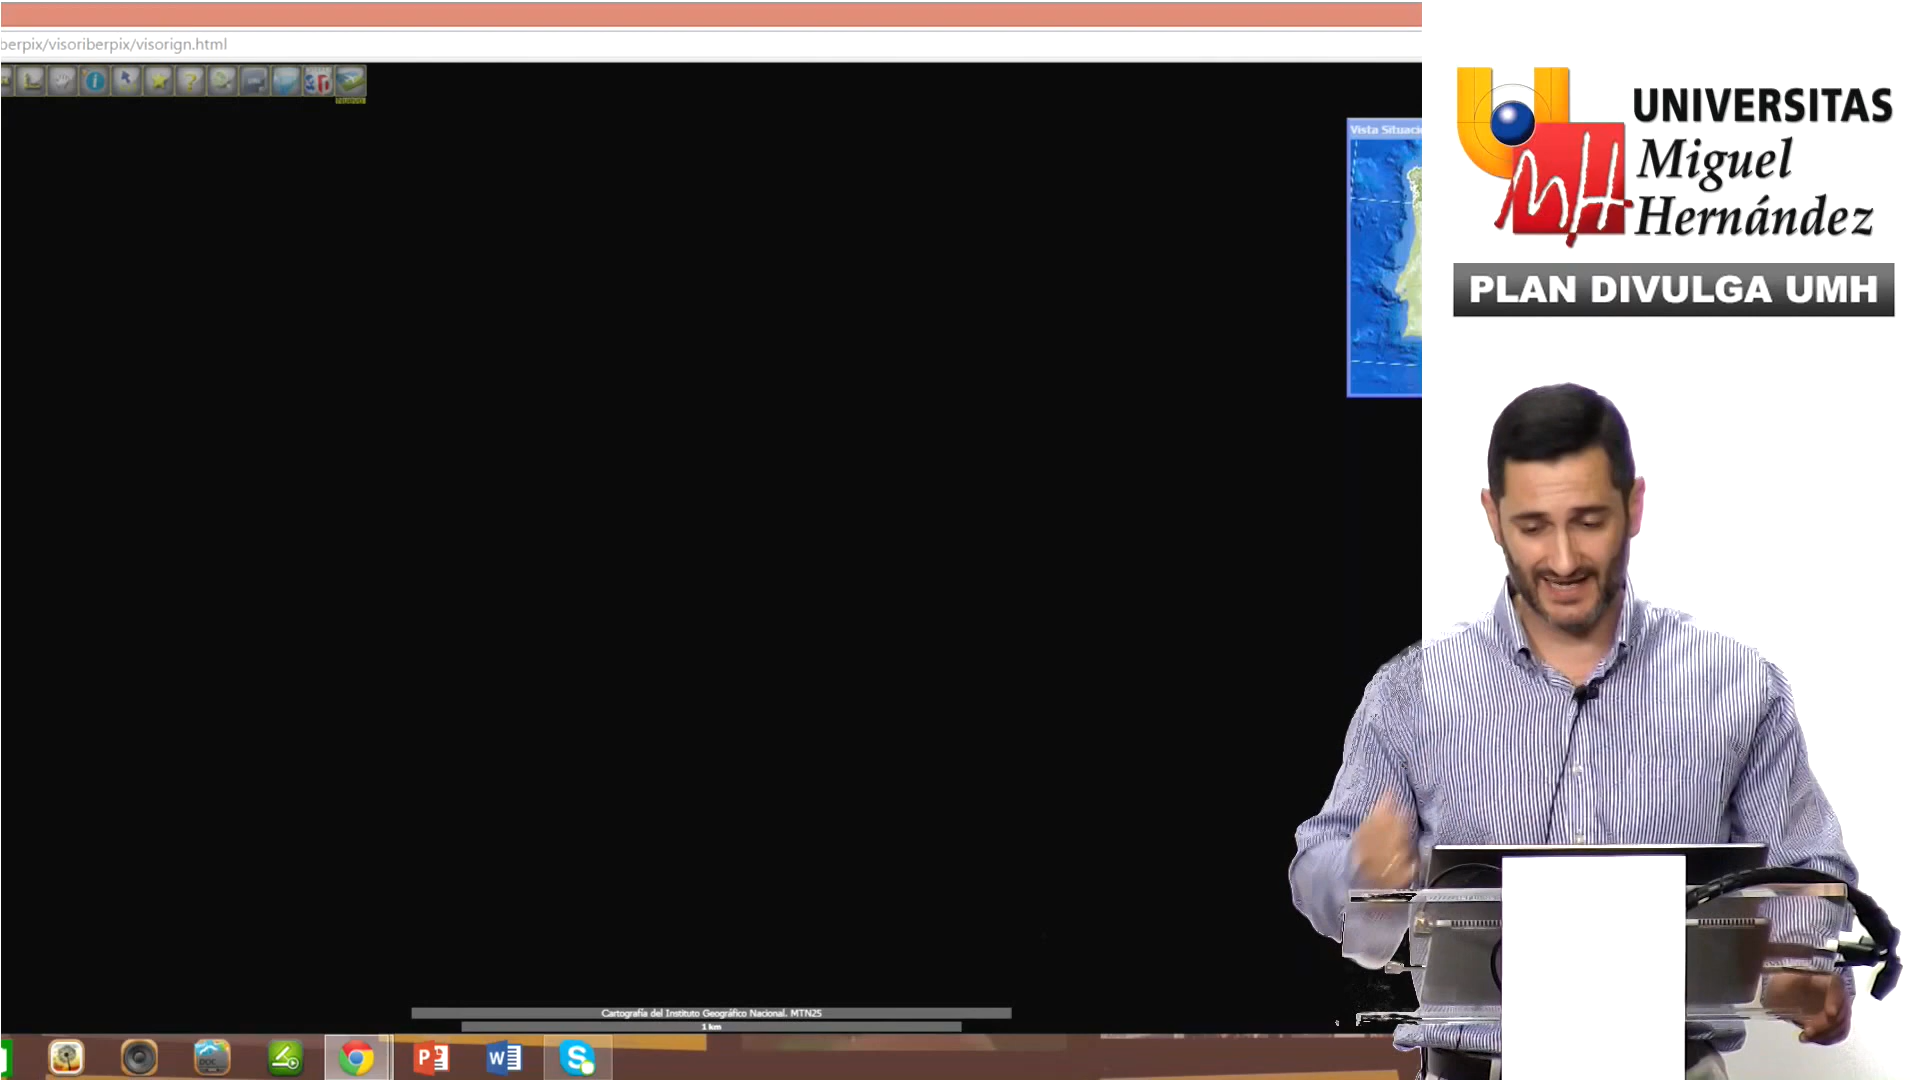 berpix/visoriberpix/visorign.html
Vista Situaci
UNIVERSITAS
Miguel
Hernández
PLAN DIVULGA UMH
Cartografía del Instituto Geográfico Nacional. MTN25
1 km